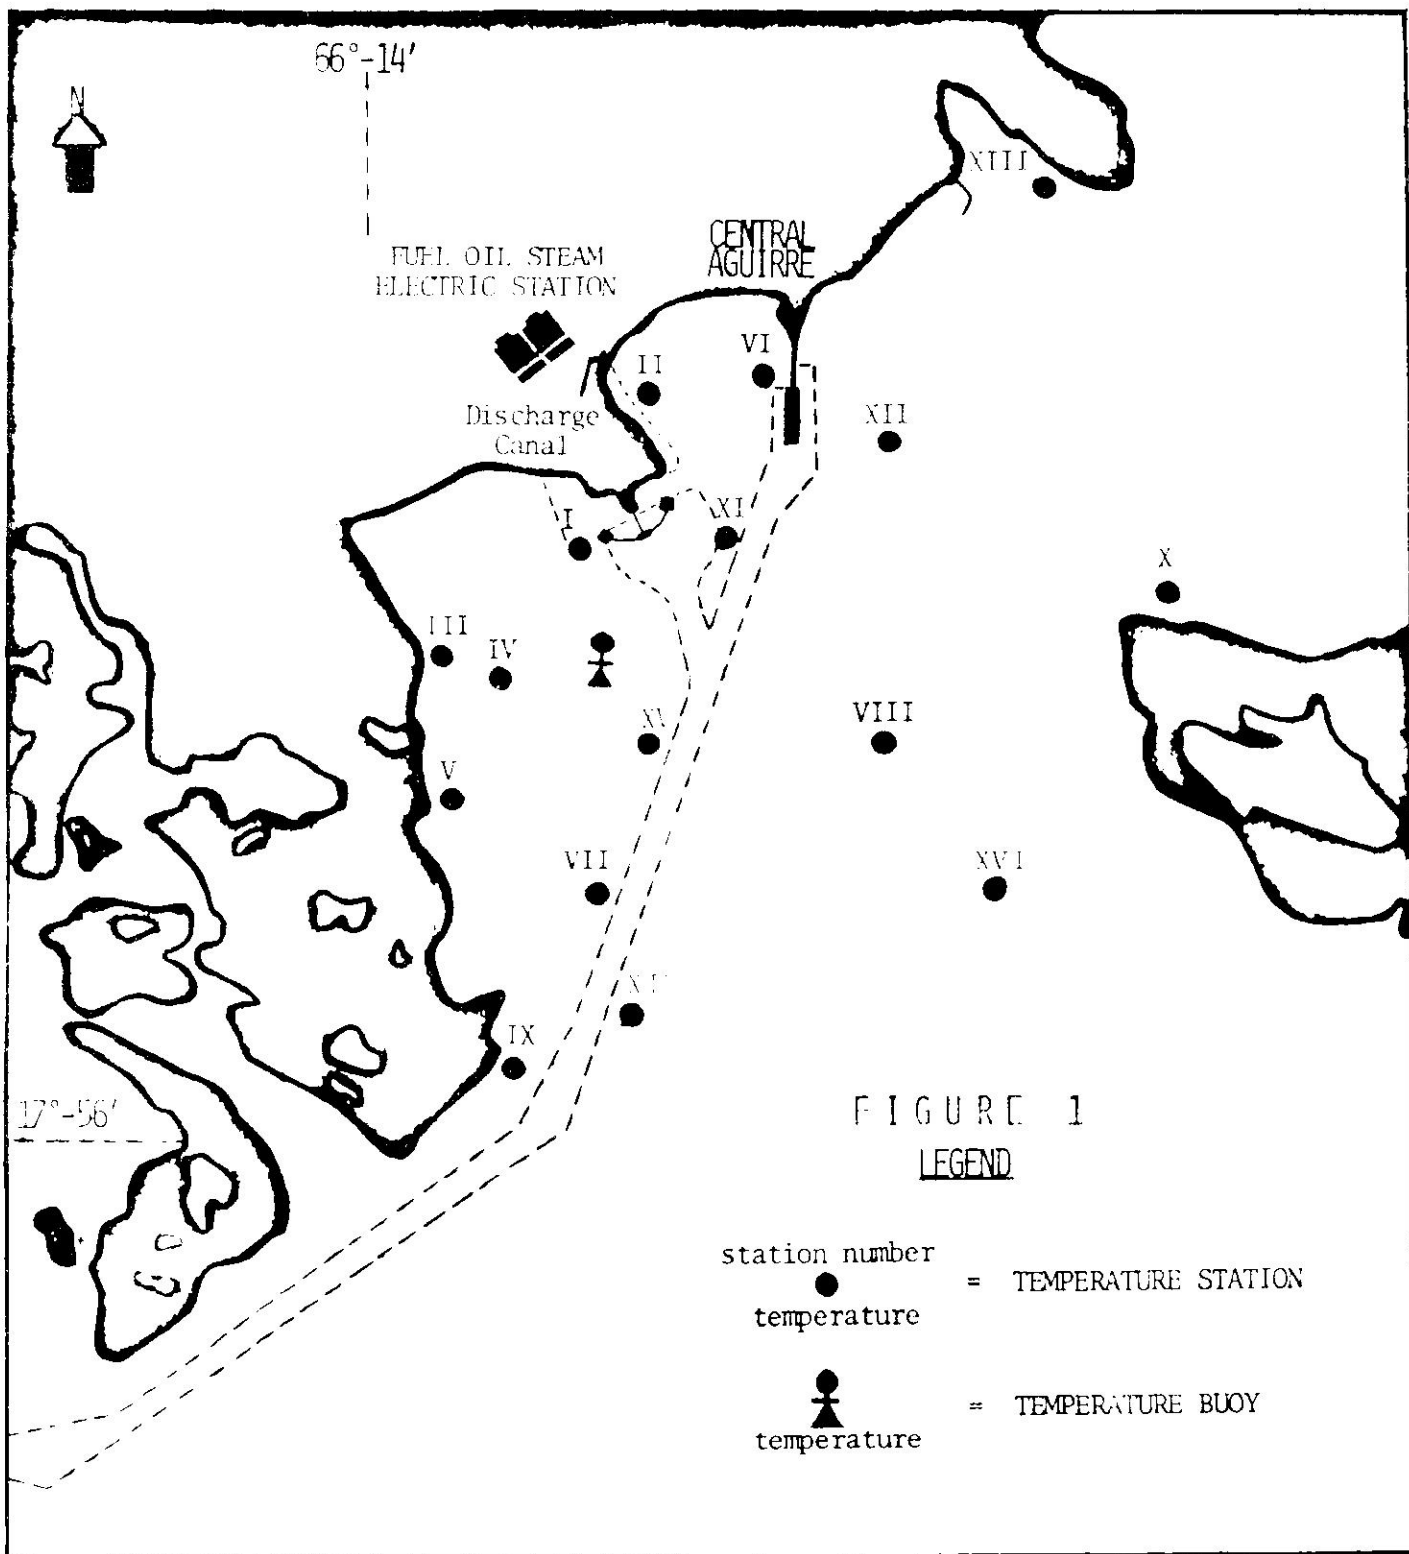 66°-14'
N
XIII
CENTRAL
AGUIRRE
FUEL OIL STEAM
ELECTRIC STATION
VI
II
Discharge
Canal
XII
XI
I
X
III
IV
VIII
V
VII
XVI
IX
17°-56'
FIGURE 1
LEGEND
station number
= TEMPERATURE STATION
temperature
= TEMPERATURE BUOY
temperature